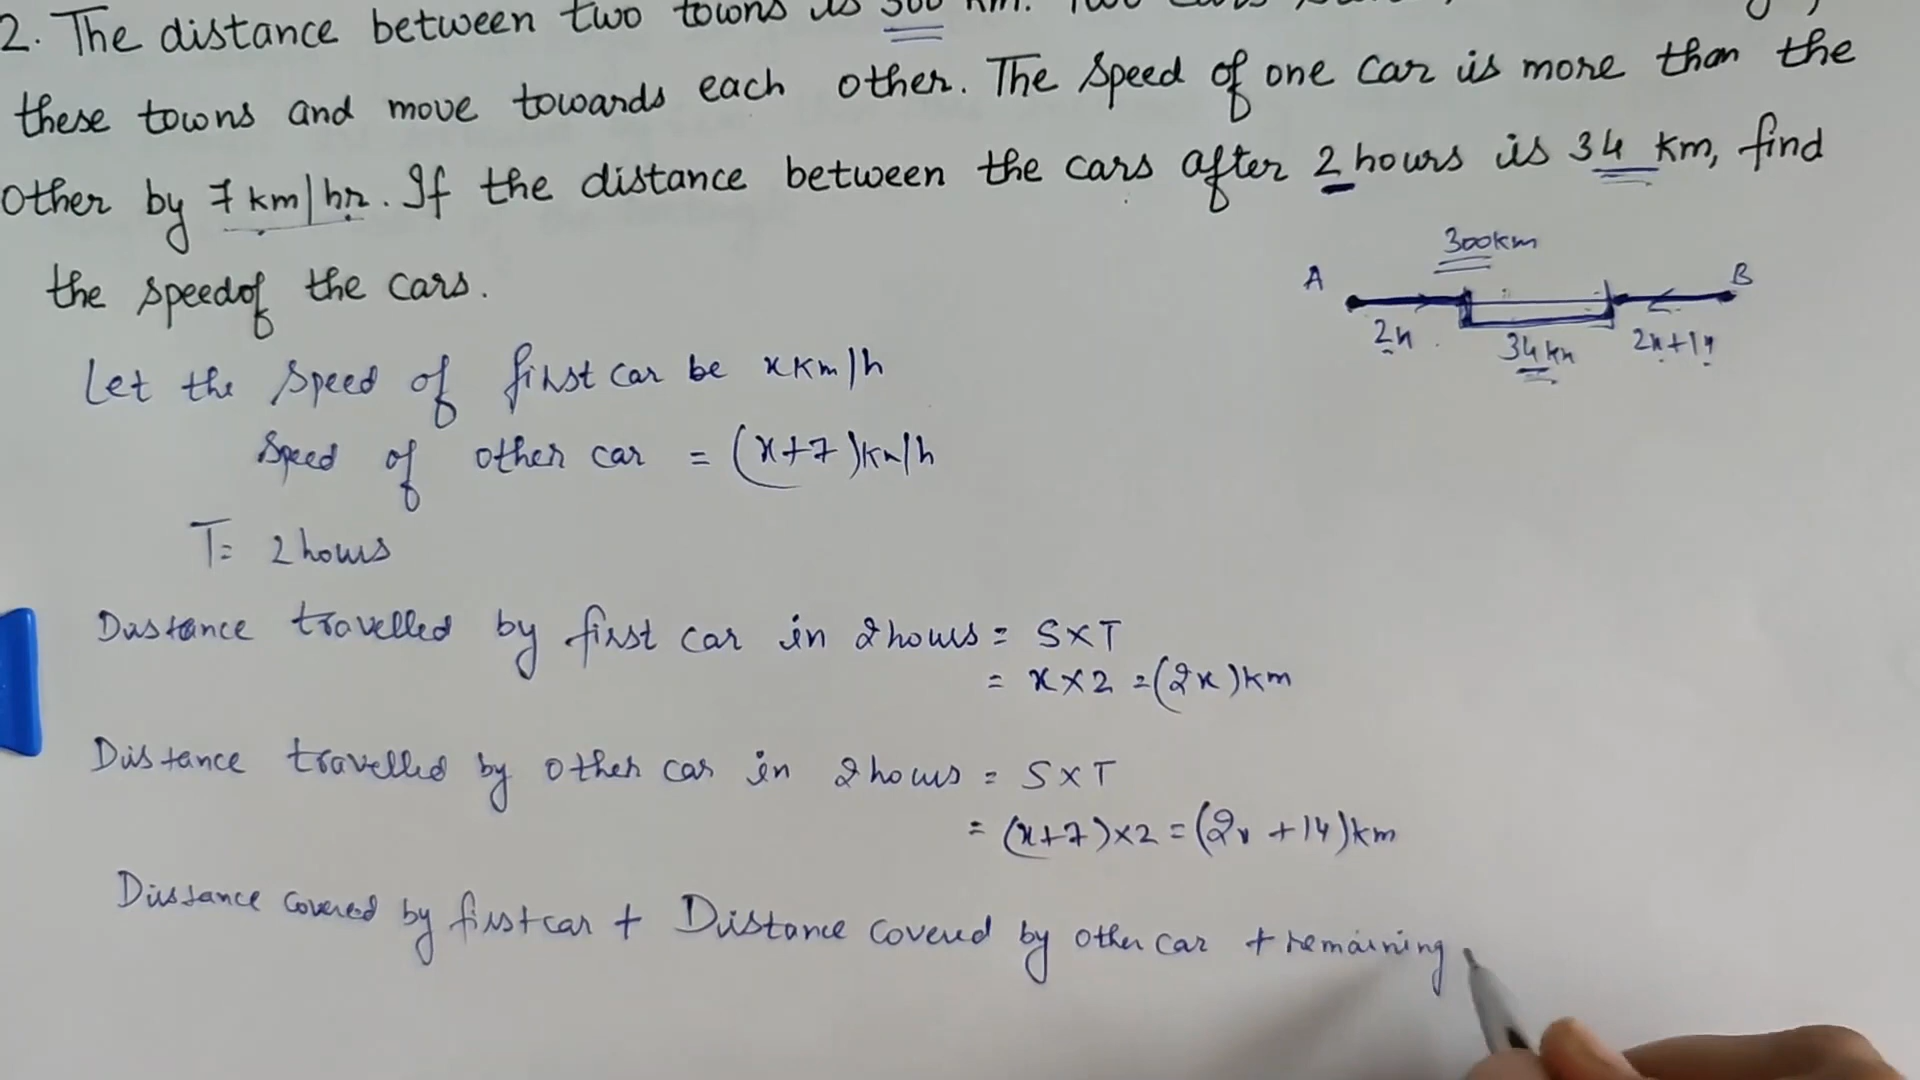 2. The distance between two towns is 300 km. Two cars
these towns and move towards each other. The speed of one car is more than the
other by 7 km/hr. If the distance between the cars after 2 hours is 34 km, find
the speed of the cars.
300km
A
B
2x
34 km
2x+14
Let the speed of first car be x km/h
Speed of other car = (x+7)km/h
T= 2 hours
Distance travelled by first car in 2 hours = S×T
= x×2 =(2x)km
Distance travelled by other car in 2 hours = S×T
= (x+7)×2 =(2x +14)km
Distance covered by first car + Distance covered by other car + remaining